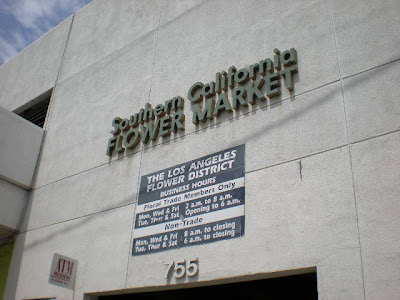 Southern California
FLOWER MARKET
THE LOS ANGELES
FLOWER DISTRICT
BUSINESS HOURS
Floral Trade Members Only
Mon, Wed & Fri 2 a.m. to 8 a.m.
Tue, Thur & Sat Opening to 6 a.m.
Non-Trade
Mon, Wed & Fri 8 a.m. to closing
Tue, Thur & Sat 6 a.m. to closing
755
ATM